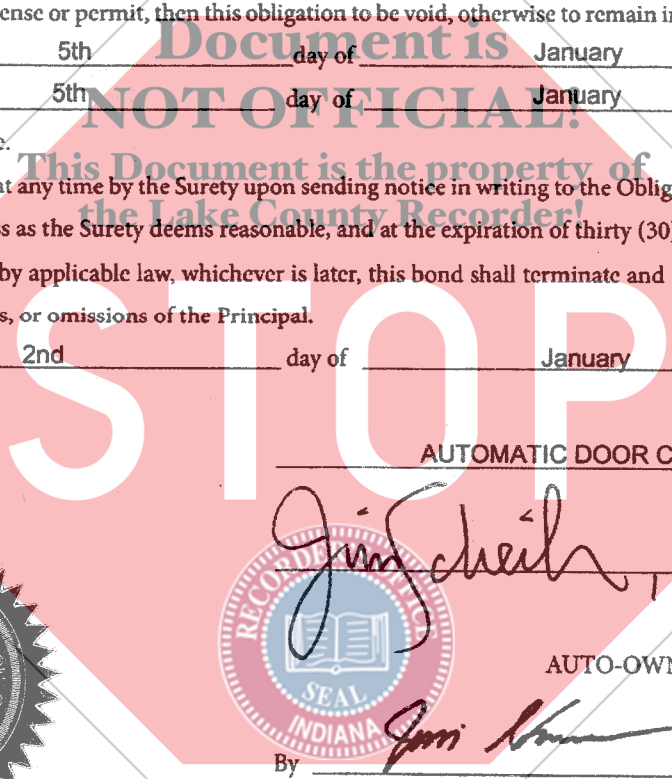 ense or permit, then this obligation to be void, otherwise to remain in
Document is
5th day of January
NOT OFFICIAL!
5th day of January
e.
This Document is the property of
at any time by the Surety upon sending notice in writing to the Oblig
the Lake County Recorder!
ss as the Surety deems reasonable, and at the expiration of thirty (30)
by applicable law, whichever is later, this bond shall terminate and
s, or omissions of the Principal.
2nd day of January
STOP
AUTOMATIC DOOR C
RECORDER OFFICE
SEAL
INDIANA
AUTO-OWN
By